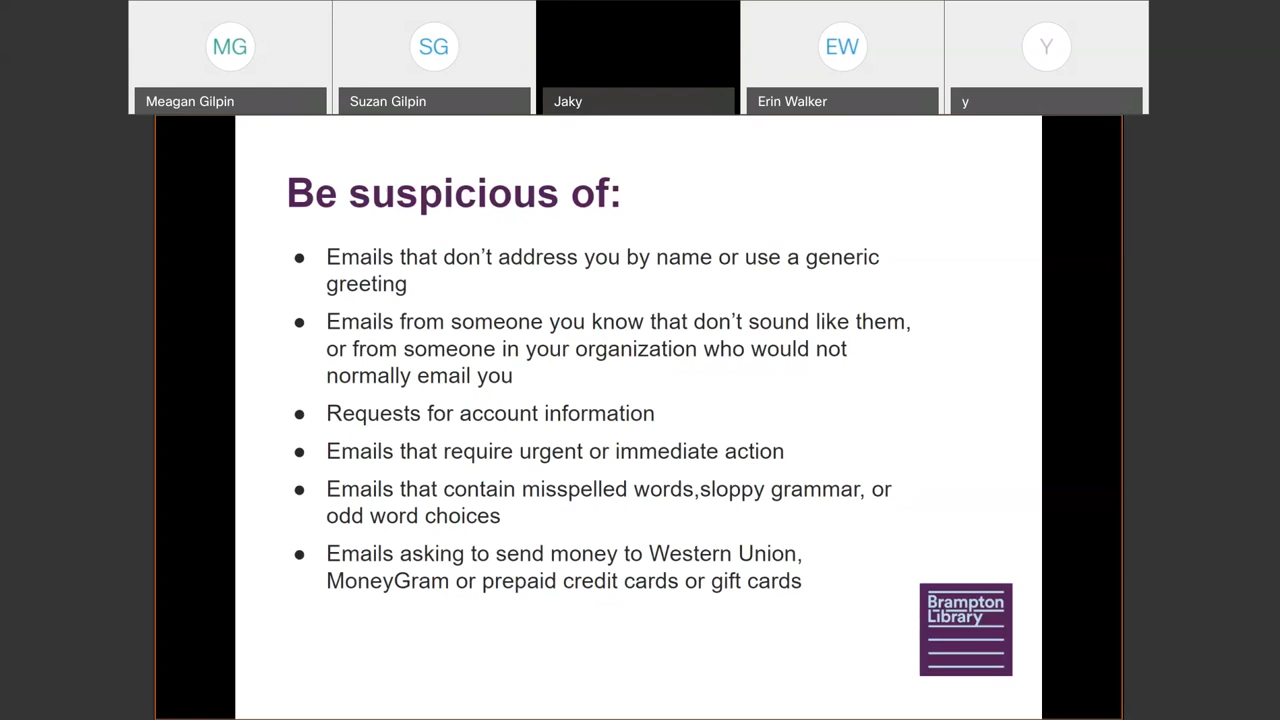 MG
SG
EW
Y
Meagan Gilpin
Suzan Gilpin
Jaky
Erin Walker
y
Be suspicious of:
● Emails that don’t address you by name or use a generic
greeting
● Emails from someone you know that don’t sound like them,
or from someone in your organization who would not
normally email you
● Requests for account information
● Emails that require urgent or immediate action
● Emails that contain misspelled words,sloppy grammar, or
odd word choices
● Emails asking to send money to Western Union,
MoneyGram or prepaid credit cards or gift cards
Brampton
Library